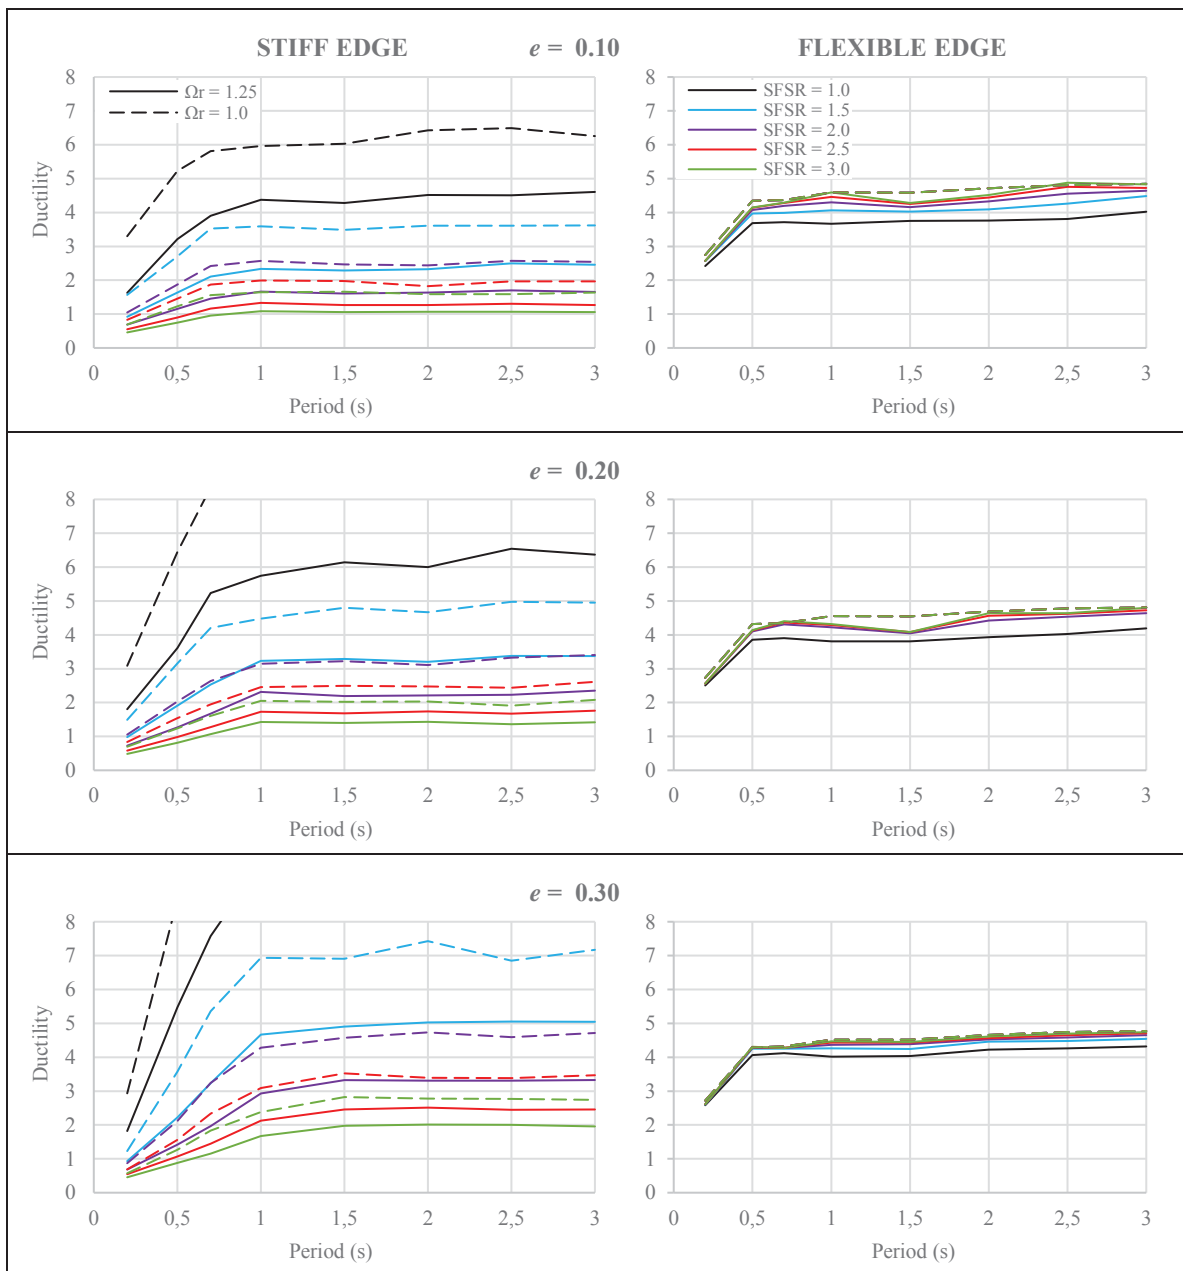 STIFF EDGE e = 0.10 FLEXIBLE EDGE
8
7
6
5
4
3
2
1
0
Ductility
Ωr = 1.25
Ωr = 1.0
0 0,5 1 1,5 2 2,5 3
Period (s)
8
7
6
5
4
3
2
1
0
SFSR = 1.0
SFSR = 1.5
SFSR = 2.0
SFSR = 2.5
SFSR = 3.0
0 0,5 1 1,5 2 2,5 3
Period (s)
e = 0.20
8
7
6
5
4
3
2
1
0
Ductility
0 0,5 1 1,5 2 2,5 3
Period (s)
8
7
6
5
4
3
2
1
0
0 0,5 1 1,5 2 2,5 3
Period (s)
e = 0.30
8
7
6
5
4
3
2
1
0
Ductility
0 0,5 1 1,5 2 2,5 3
Period (s)
8
7
6
5
4
3
2
1
0
0 0,5 1 1,5 2 2,5 3
Period (s)